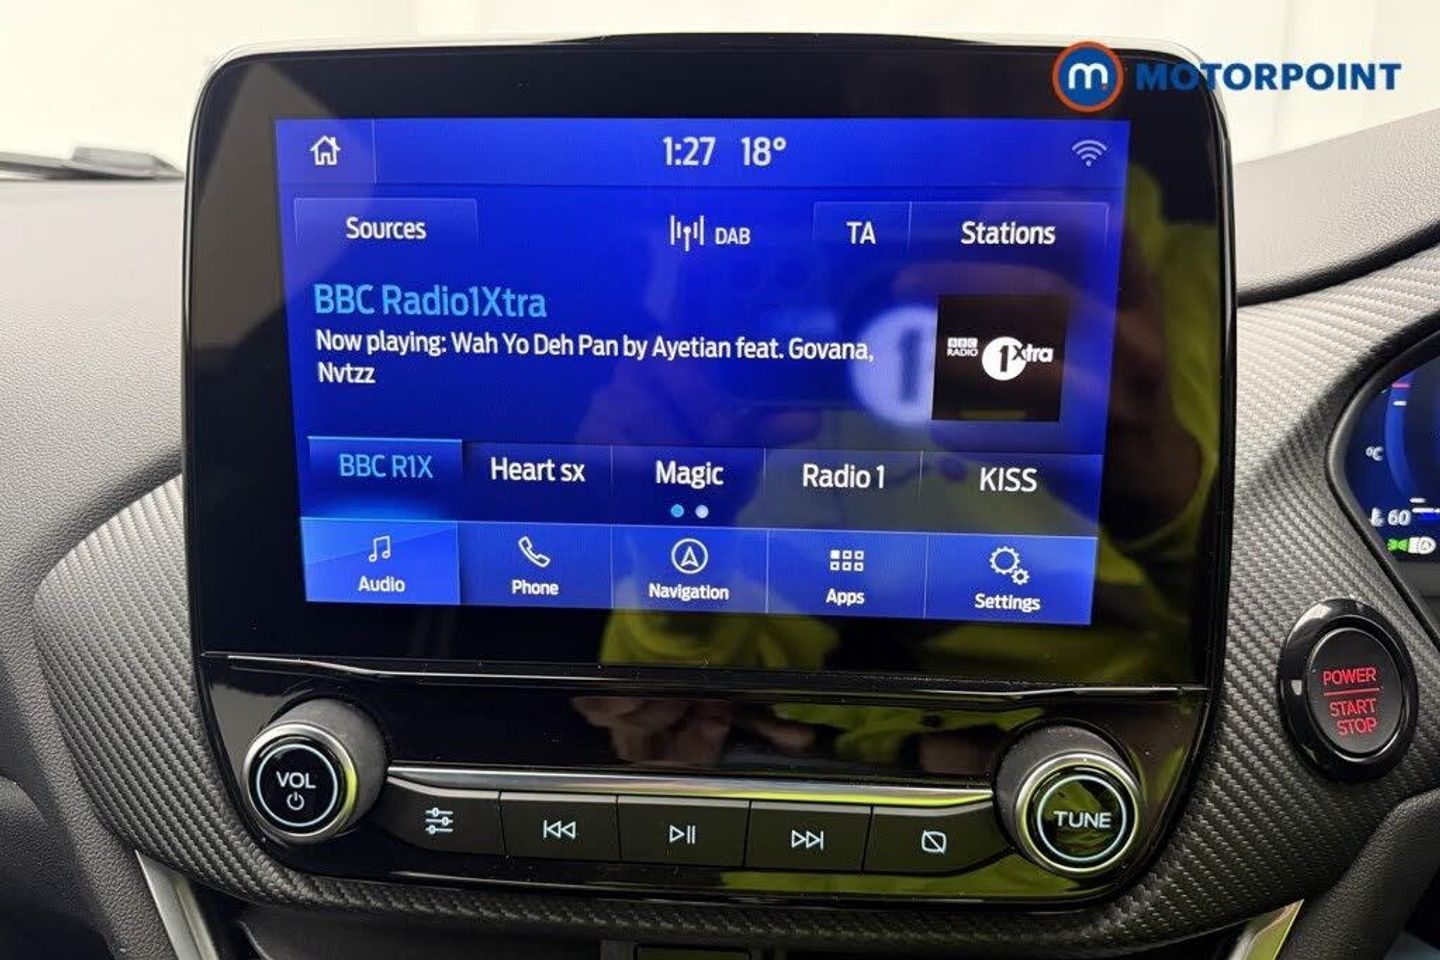 m MOTORPOINT
1:27 18°
Sources DAB TA Stations
BBC Radio1Xtra
Now playing: Wah Yo Deh Pan by Ayetian feat. Govana,
Nvtzz
BBC RADIO 1Xtra
BBC R1X Heart sx Magic Radio 1 KISS
Audio Phone Navigation Apps Settings
°C
60
POWER
START
STOP
VOL
TUNE